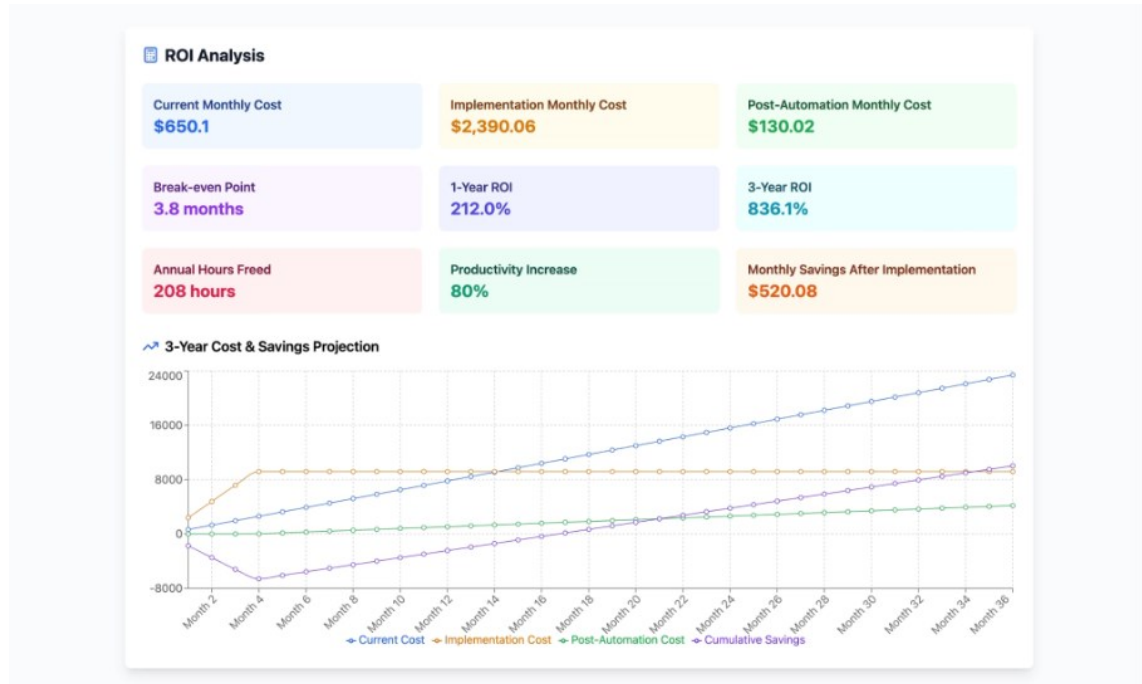 ROI Analysis
Current Monthly Cost
$650.1
Implementation Monthly Cost
$2,390.06
Post-Automation Monthly Cost
$130.02
Break-even Point
3.8 months
1-Year ROI
212.0%
3-Year ROI
836.1%
Annual Hours Freed
208 hours
Productivity Increase
80%
Monthly Savings After Implementation
$520.08
3-Year Cost & Savings Projection
24000
16000
8000
0
-8000
Month 2
Month 4
Month 6
Month 8
Month 10
Month 12
Month 14
Month 16
Month 18
Month 20
Month 22
Month 24
Month 26
Month 28
Month 30
Month 32
Month 34
Month 36
Current Cost Implementation Cost Post-Automation Cost Cumulative Savings